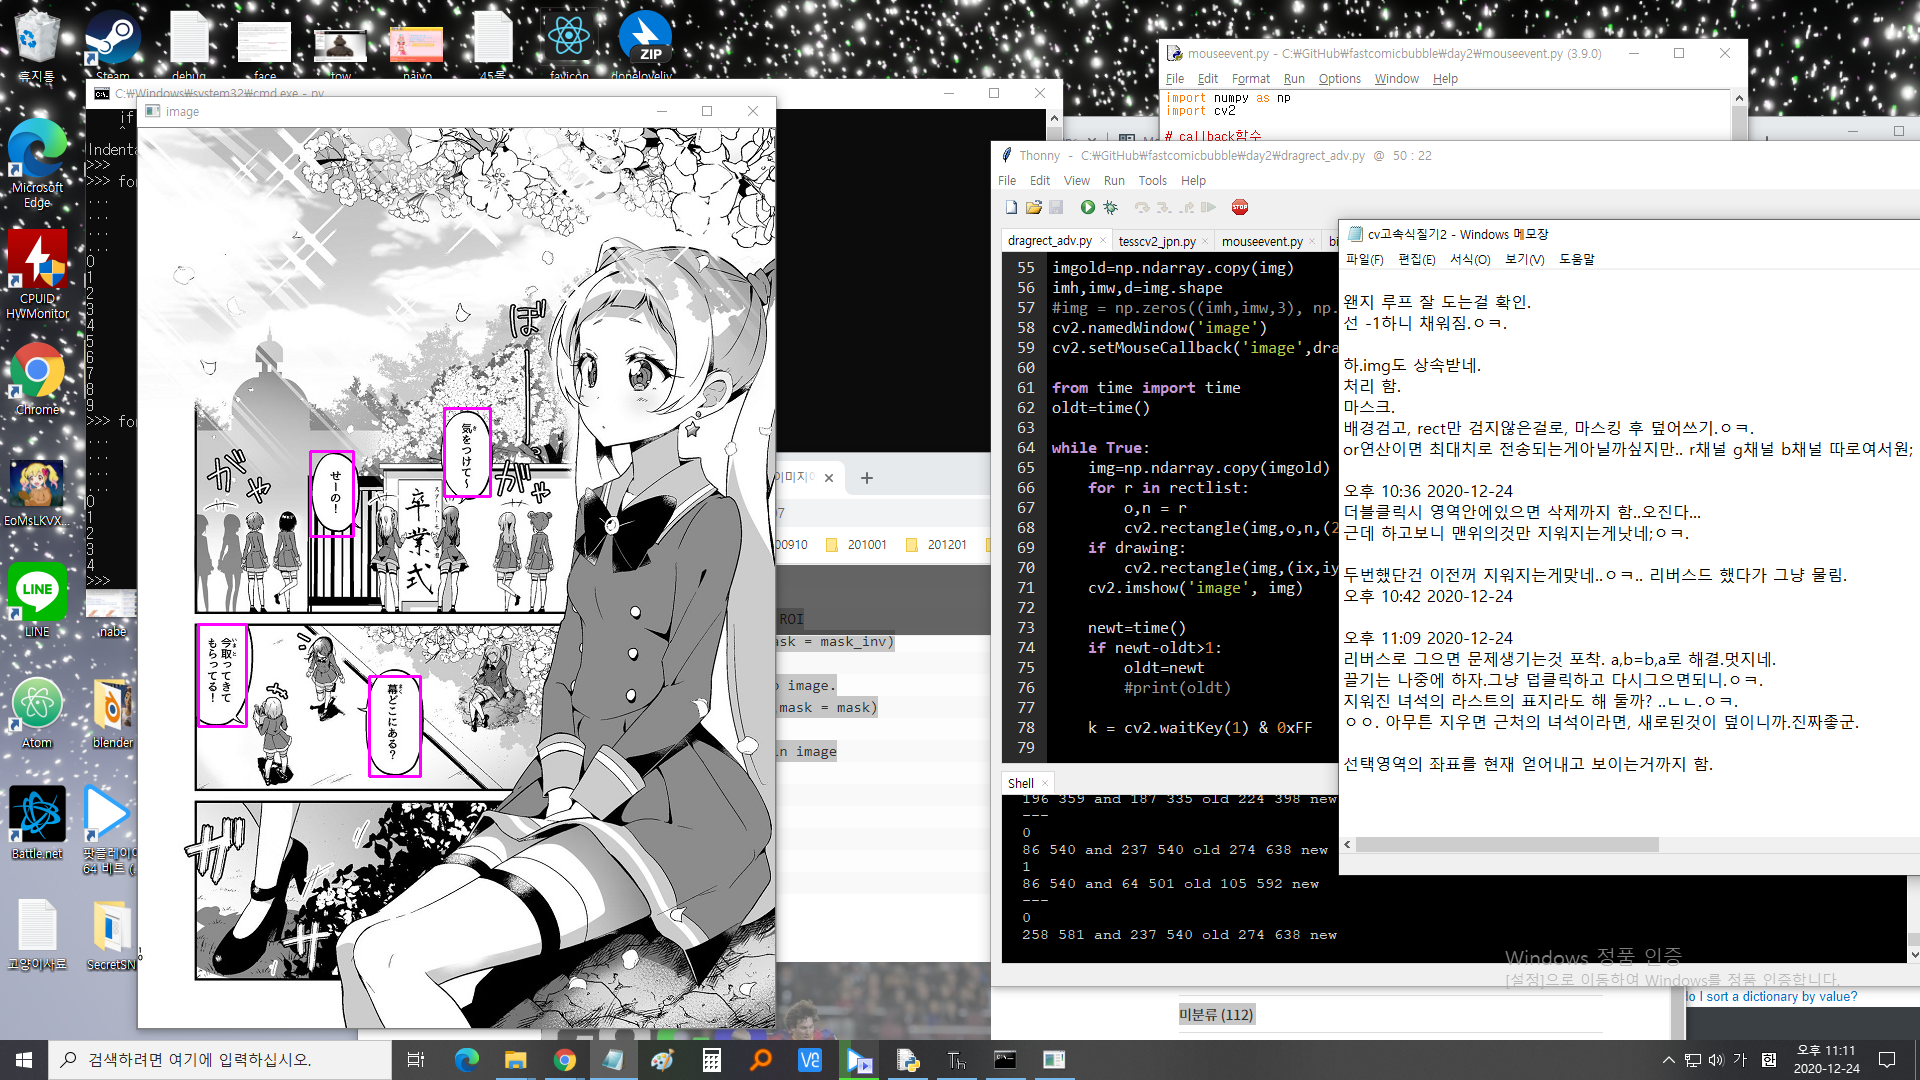 휴지통
Steam
debug
face
tow
naivo
45올
favicon
ZIP
Microsoft
Edge
CPUID
HWMonitor
Chrome
EoMsLKVX...
LINE
nabe
Atom
blender
Battle.net
팟플레이어
64 비트 (
고양이사료
SecretSN
C:₩Windows₩system32₩cmd.exe - py
if
^
Indenta
>>>
>>> for
...
...
...
...
0
1
2
3
4
5
6
7
8
9
>>> for
...
...
...
...
0
1
2
3
4
>>>
image
ぼ
気をつけて〜
せーの!
ガヤ
ガヤ
卒業式
今取ってきて
もらってる!
幕どこにある?
ガ
サ
00910
201001
201201
ROI
ask = mask_inv)
o image.
mask = mask)
in image
mouseevent.py - C:₩GitHub₩fastcomicbubble₩day2₩mouseevent.py (3.9.0)
File Edit Format Run Options Window Help
import numpy as np
import cv2
# callback함수
Thonny - C:₩GitHub₩fastcomicbubble₩day2₩dragrect_adv.py @ 50 : 22
File Edit View Run Tools Help
STOP
dragrect_adv.py × tesscv2_jpn.py × mouseevent.py × bi
55 imgold=np.ndarray.copy(img)
56 imh,imw,d=img.shape
57 #img = np.zeros((imh,imw,3), np.
58 cv2.namedWindow('image')
59 cv2.setMouseCallback('image',dra
60
61 from time import time
62 oldt=time()
63
64 while True:
65 img=np.ndarray.copy(imgold)
66 for r in rectlist:
67 o,n = r
68 cv2.rectangle(img,o,n,(2
69 if drawing:
70 cv2.rectangle(img,(ix,iy
71 cv2.imshow('image', img)
72
73 newt=time()
74 if newt-oldt>1:
75 oldt=newt
76 #print(oldt)
77
78 k = cv2.waitKey(1) & 0xFF
79
Shell ×
196 359 and 187 335 old 224 398 new
---
0
86 540 and 237 540 old 274 638 new
1
86 540 and 64 501 old 105 592 new
---
0
258 581 and 237 540 old 274 638 new
cv고속식질기2 - Windows 메모장
파일(F) 편집(E) 서식(O) 보기(V) 도움말
왠지 루프 잘 도는걸 확인.
선 -1하니 채워짐.ㅇㅋ.
하.img도 상속받네.
처리 함.
마스크.
배경검고, rect만 검지않은걸로, 마스킹 후 덮어쓰기.ㅇㅋ.
or연산이면 최대치로 전송되는게아닐까싶지만.. r채널 g채널 b채널 따로여서원;
오후 10:36 2020-12-24
더블클릭시 영역안에있으면 삭제까지 함..오진다...
근데 하고보니 맨위의것만 지워지는게낫네;ㅇㅋ.
두번했단건 이전꺼 지워지는게맞네..ㅇㅋ.. 리버스드 했다가 그냥 물림.
오후 10:42 2020-12-24
오후 11:09 2020-12-24
리버스로 그으면 문제생기는것 포착. a,b=b,a로 해결.멋지네.
끌기는 나중에 하자.그냥 덥클릭하고 다시그으면되니.ㅇㅋ.
지워진 녀석의 라스트의 표지라도 해 둘까? ..ㄴㄴ.ㅇㅋ.
ㅇㅇ. 아무튼 지우면 근처의 녀석이라면, 새로된것이 덮이니까.진짜좋군.
선택영역의 좌표를 현재 얻어내고 보이는거까지 함.
Windows 정품 인증
[설정]으로 이동하여 Windows를 정품 인증합니다.
o I sort a dictionary by value?
미분류 (112)
검색하려면 여기에 입력하십시오.
Th
가
오후 11:11
2020-12-24